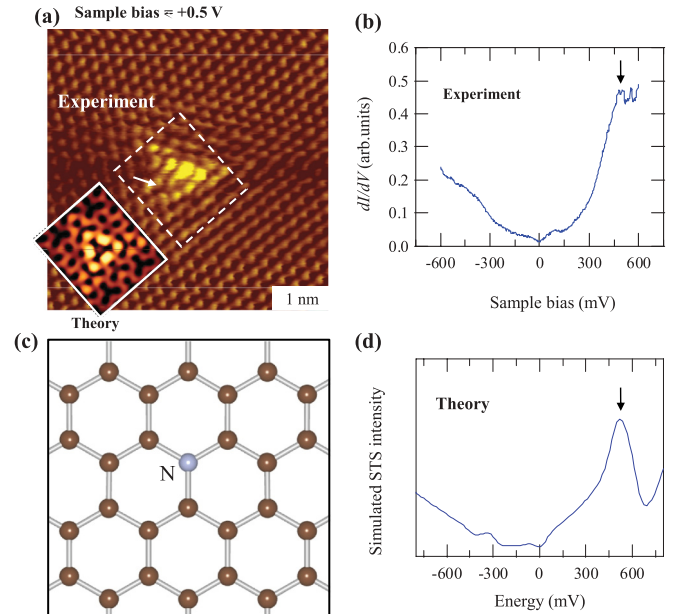 (a) Sample bias = +0.5 V
Experiment
1 nm
Theory
(b)
0.6
0.5
0.4
0.3
0.2
0.1
0.0
dI/dV (arb.units)
Experiment
-600 -300 0 300 600
Sample bias (mV)
(c)
N
(d)
Simulated STS intensity
Theory
-600 -300 0 300 600
Energy (mV)